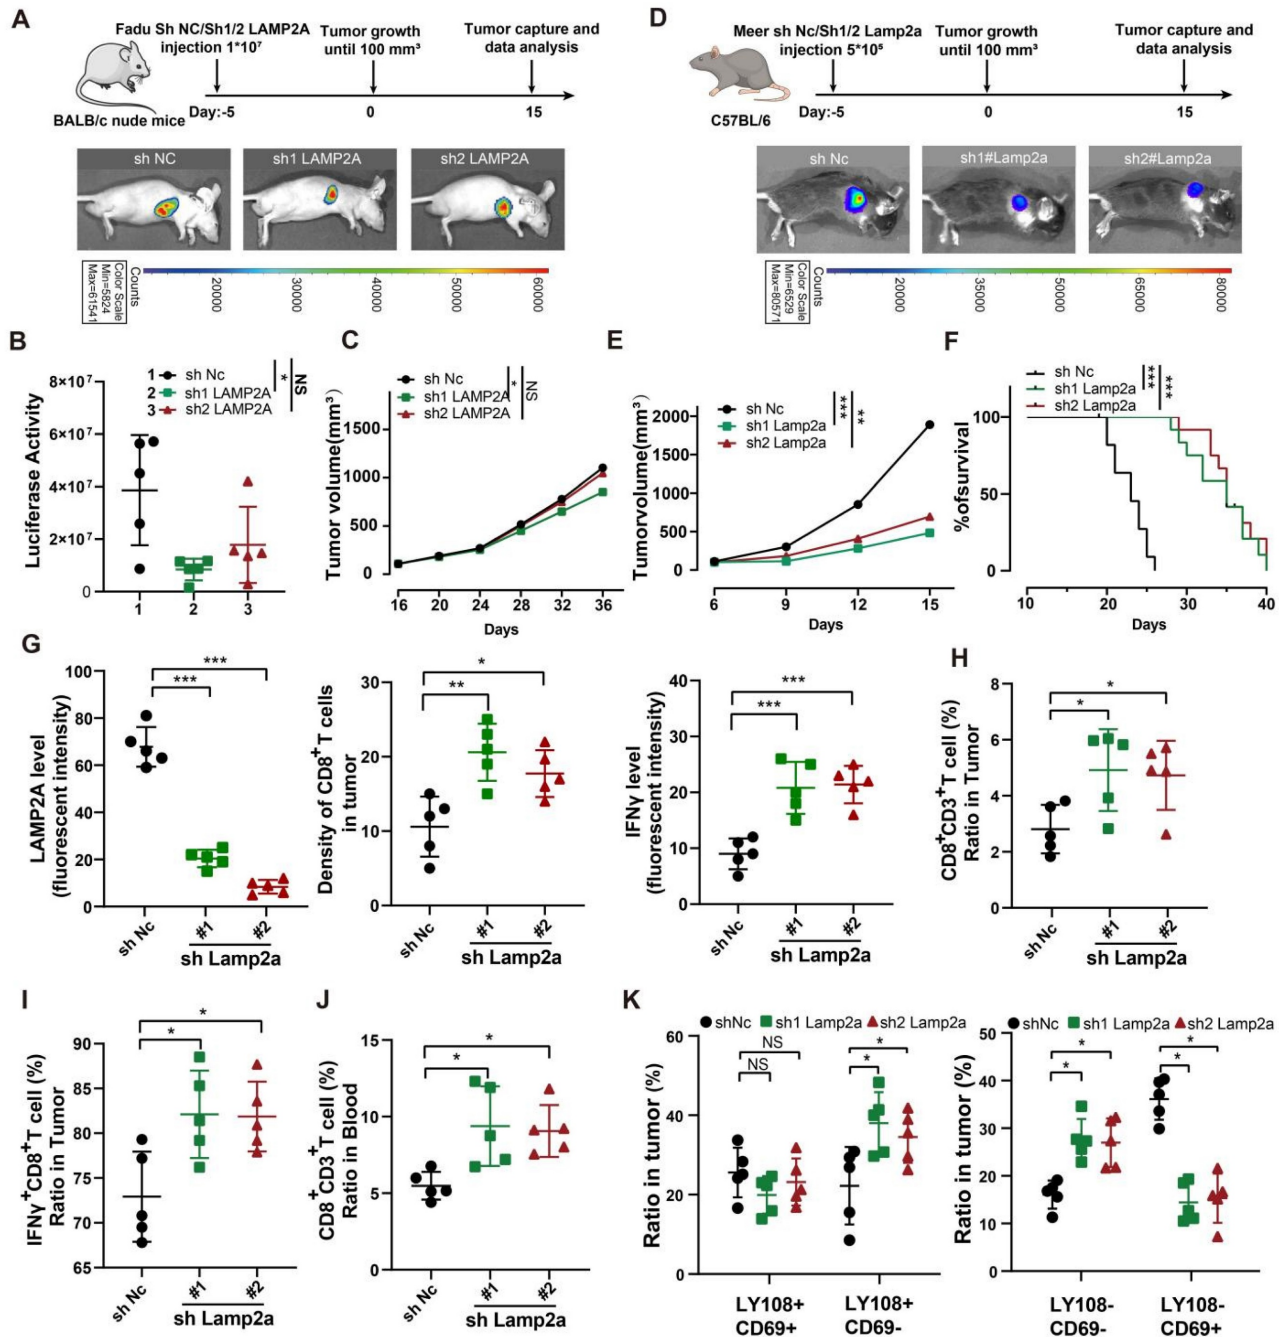 A
Fadu Sh NC/Sh1/2 LAMP2A
injection 1*10⁷
Tumor growth
until 100 mm³
Tumor capture and
data analysis
BALB/c nude mice
Day:-5
0
15
sh NC
sh1 LAMP2A
sh2 LAMP2A
Color Scale
Min=5824
Max=61541
Counts
20000
30000
40000
50000
60000
D
Meer sh Nc/Sh1/2 Lamp2a
injection 5*10⁵
Tumor growth
until 100 mm³
Tumor capture and
data analysis
C57BL/6
Day:-5
0
15
sh Nc
sh1#Lamp2a
sh2#Lamp2a
Color Scale
Min=6529
Max=80571
Counts
20000
35000
50000
650000
80000
B
Luciferase Activity
8×10⁷
6×10⁷
4×10⁷
2×10⁷
0
1 sh NC
2 sh1 LAMP2A
3 sh2 LAMP2A
*
NS
1 2 3
C
Tumor volume(mm³)
1500
1000
500
0
sh Nc
sh1 LAMP2A
sh2 LAMP2A
*
NS
16 20 24 28 32 36
Days
E
Tumorvolume(mm³)
2000
1500
1000
500
0
sh Nc
sh1 Lamp2a
sh2 Lamp2a
***
**
6 9 12 15
Days
F
%ofsurvival
100
50
0
sh Nc
sh1 Lamp2a
sh2 Lamp2a
***
***
10 20 30 40
Days
G
LAMP2A level
(fluorescent intensity)
100
80
60
40
20
0
***
***
sh Nc
#1
#2
sh Lamp2a
Density of CD8⁺T cells
in tumor
30
20
10
0
*
**
sh Nc
#1
#2
sh Lamp2a
IFNγ level
(fluorescent intensity)
40
30
20
10
0
***
***
sh Nc
#1
#2
sh Lamp2a
H
CD8⁺CD3⁺T cell (%)
Ratio in Tumor
8
6
4
2
0
*
*
sh Nc
#1
#2
sh Lamp2a
I
IFNγ⁺CD8⁺T cell (%)
Ratio in Tumor
90
85
80
75
70
65
*
*
sh Nc
#1
#2
sh Lamp2a
J
CD8⁺CD3⁺T cell (%)
Ratio in Blood
15
10
5
0
*
*
sh Nc
#1
#2
sh Lamp2a
K
shNc sh1 Lamp2a sh2 Lamp2a
Ratio in tumor (%)
60
40
20
0
NS
NS
*
*
LY108+
CD69+
LY108+
CD69-
shNc sh1 Lamp2a sh2 Lamp2a
Ratio in tumor (%)
50
40
30
20
10
0
*
*
*
*
LY108-
CD69-
LY108-
CD69+